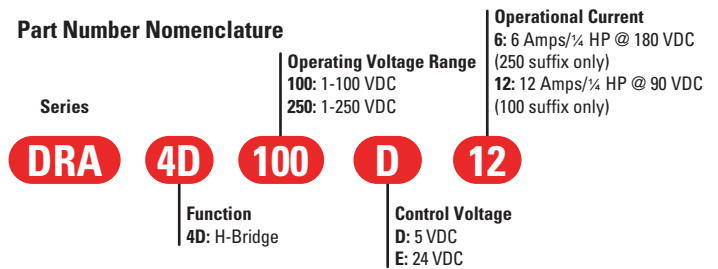 Part Number Nomenclature
Operational Current
6: 6 Amps/¼ HP @ 180 VDC
(250 suffix only)
12: 12 Amps/¼ HP @ 90 VDC
(100 suffix only)
Operating Voltage Range
100: 1-100 VDC
250: 1-250 VDC
Series
DRA 4D 100 D 12
Function
4D: H-Bridge
Control Voltage
D: 5 VDC
E: 24 VDC